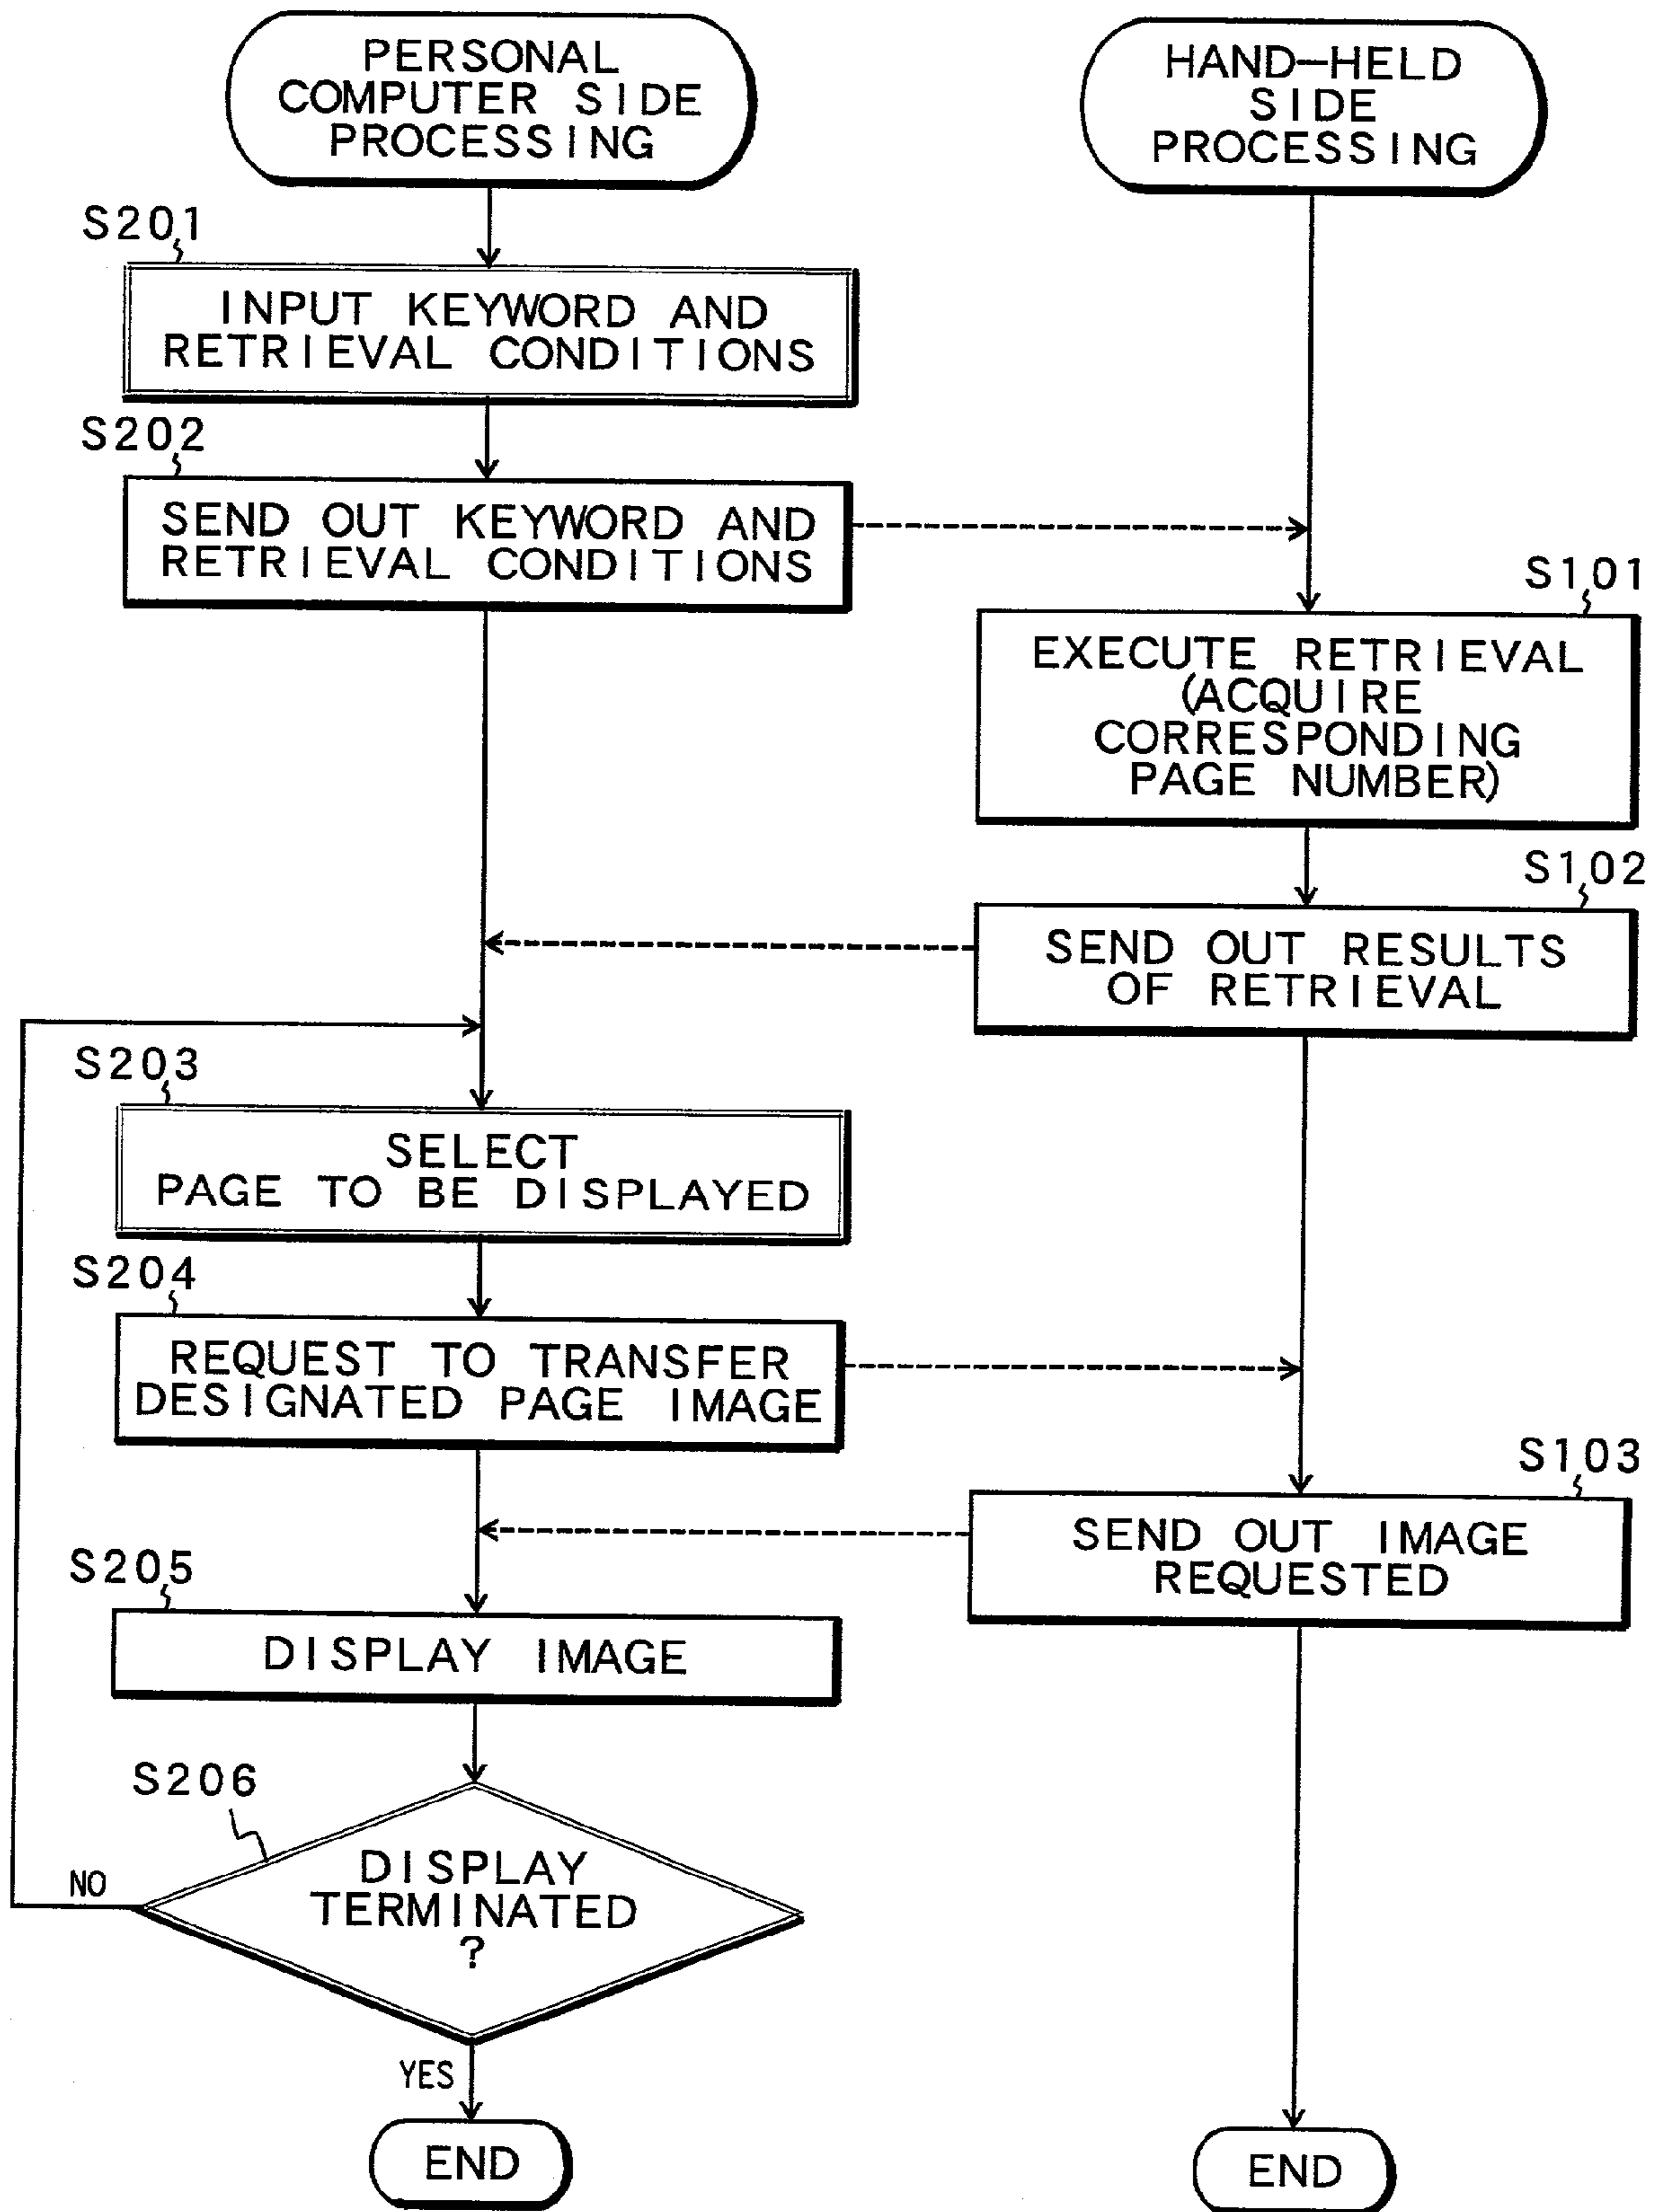 PERSONAL
COMPUTER SIDE
PROCESSING
S201
INPUT KEYWORD AND
RETRIEVAL CONDITIONS
S202
SEND OUT KEYWORD AND
RETRIEVAL CONDITIONS
S203
SELECT
PAGE TO BE DISPLAYED
S204
REQUEST TO TRANSFER
DESIGNATED PAGE IMAGE
S205
DISPLAY IMAGE
S206
DISPLAY
TERMINATED
?
NO
YES
END
HAND-HELD
SIDE
PROCESSING
S101
EXECUTE RETRIEVAL
(ACQUIRE
CORRESPONDING
PAGE NUMBER)
S102
SEND OUT RESULTS
OF RETRIEVAL
S103
SEND OUT IMAGE
REQUESTED
END